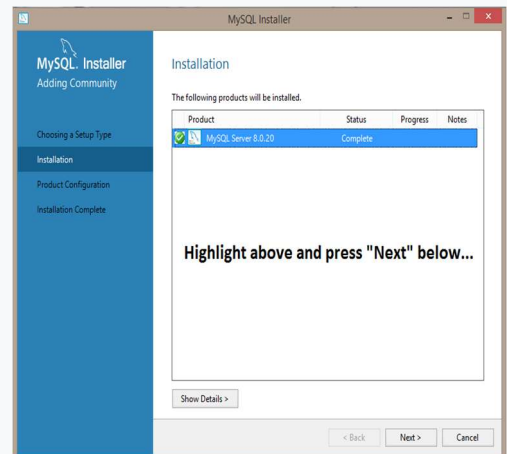 MySQL Installer
MySQL. Installer
Adding Community
Choosing a Setup Type
Installation
Product Configuration
Installation Complete
Installation
The following products will be installed.
Product Status Progress Notes
MySQL Server 8.0.20 Complete
Highlight above and press "Next" below...
Show Details >
< Back Next > Cancel